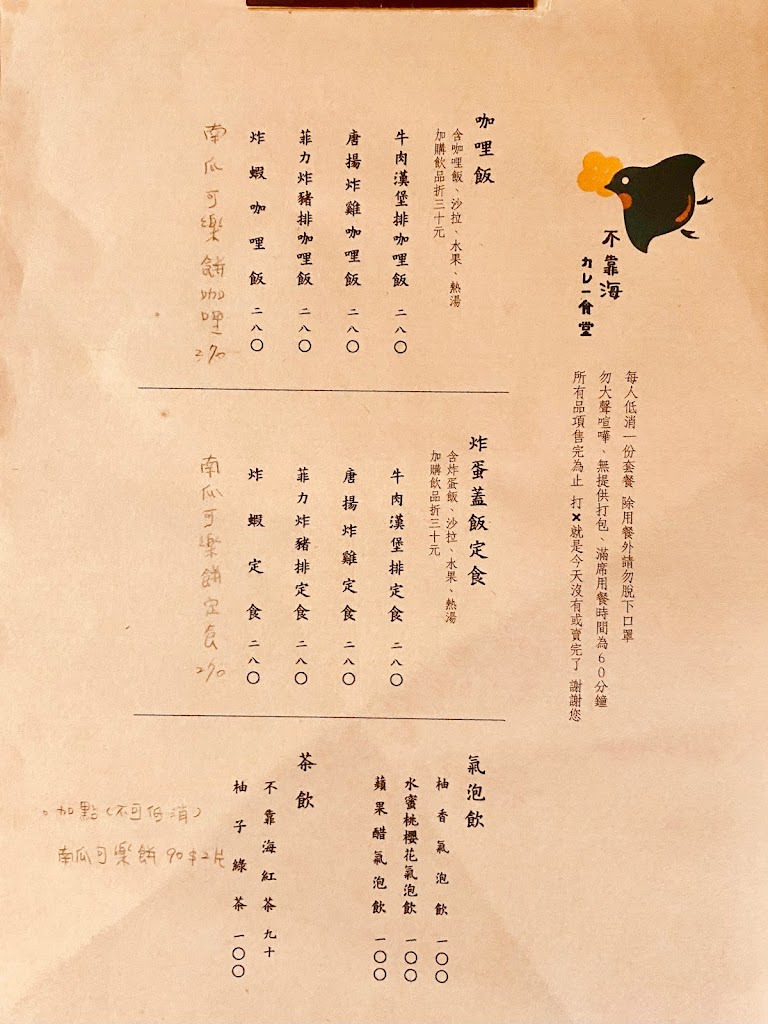 不靠海
カレー食堂
每人低消一份套餐 除用餐外請勿脫下口罩
勿大聲喧嘩、無提供打包、滿席用餐時間為60分鐘
所有品項售完為止 打✖就是今天沒有或賣完了 謝謝您
咖哩飯
含咖哩飯、沙拉、水果、熱湯
加購飲品折三十元
牛肉漢堡排咖哩飯 二八〇
唐揚炸雞咖哩飯 二八〇
菲力炸豬排咖哩飯 二八〇
炸蝦咖哩飯 二八〇
南瓜可樂餅咖哩 270
炸蛋蓋飯定食
含炸蛋飯、沙拉、水果、熱湯
加購飲品折三十元
牛肉漢堡排定食 二八〇
唐揚炸雞定食 二八〇
菲力炸豬排定食 二八〇
炸蝦定食 二八〇
南瓜可樂餅定食 270
氣泡飲
柚香氣泡飲 一〇〇
水蜜桃櫻花氣泡飲 一〇〇
蘋果醋氣泡飲 一〇〇
茶飲
不靠海紅茶 九十
柚子綠茶 一〇〇
。加點(不可低消)
南瓜可樂餅 90$2片